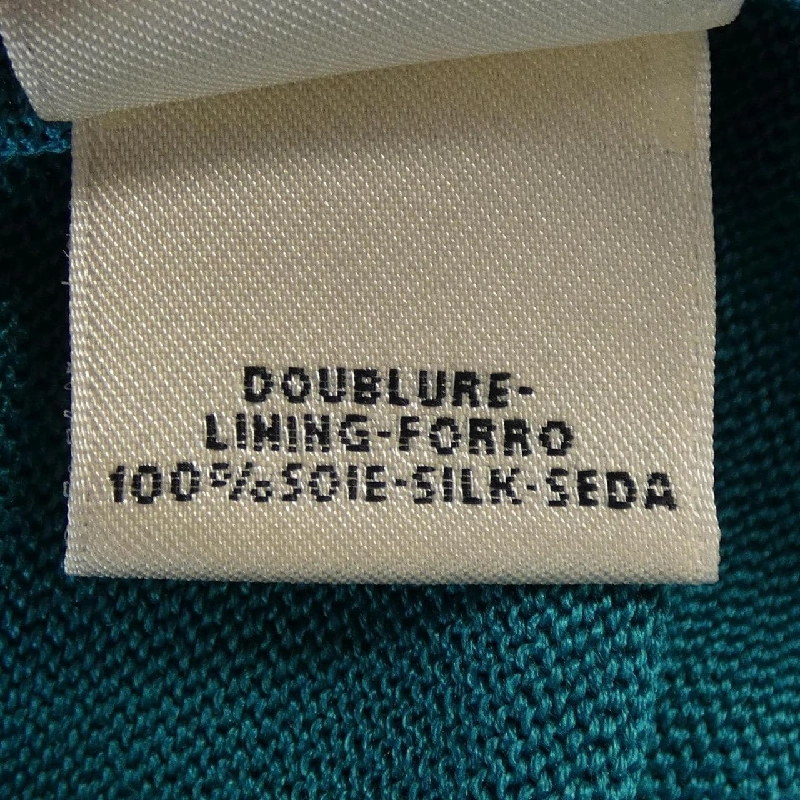 DOUBLURE-
LINING-FORRO
100%SOIE-SILK-SEDA